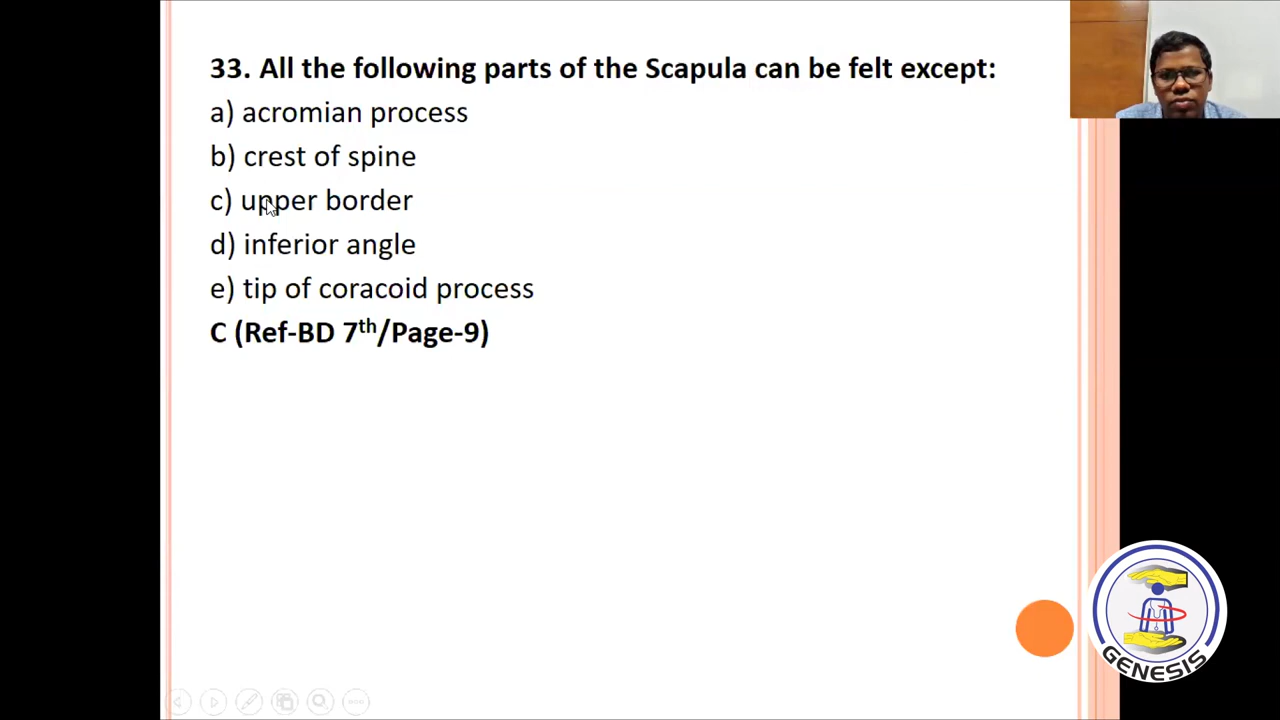 33. All the following parts of the Scapula can be felt except:
a) acromian process
b) crest of spine
c) upper border
d) inferior angle
e) tip of coracoid process
C (Ref-BD 7th/Page-9)
GENESIS